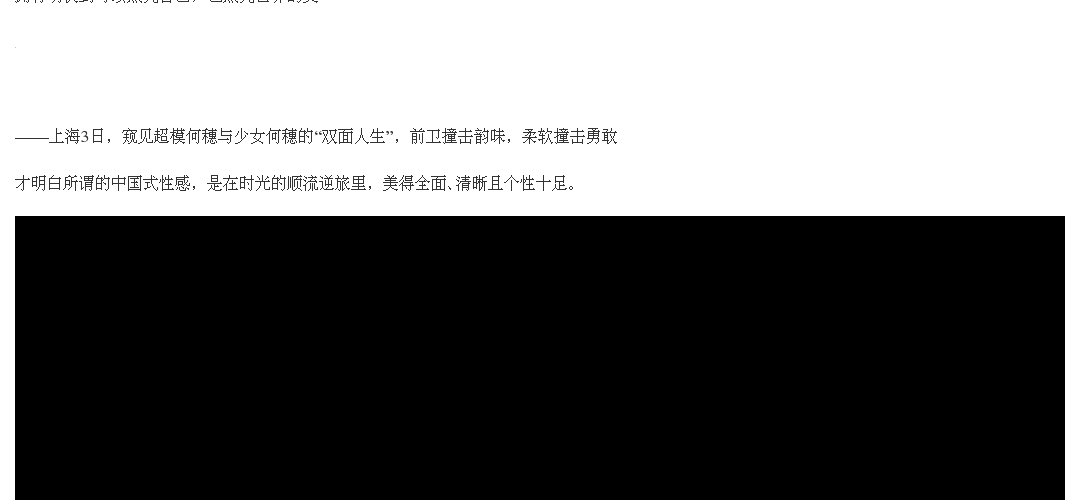 ——上海3日，窥见超模何穗与少女何穗的“双面人生”，前卫撞击韵味，柔软撞击勇敢
才明白所谓的中国式性感，是在时光的顺流逆旅里，美得全面、清晰且个性十足。